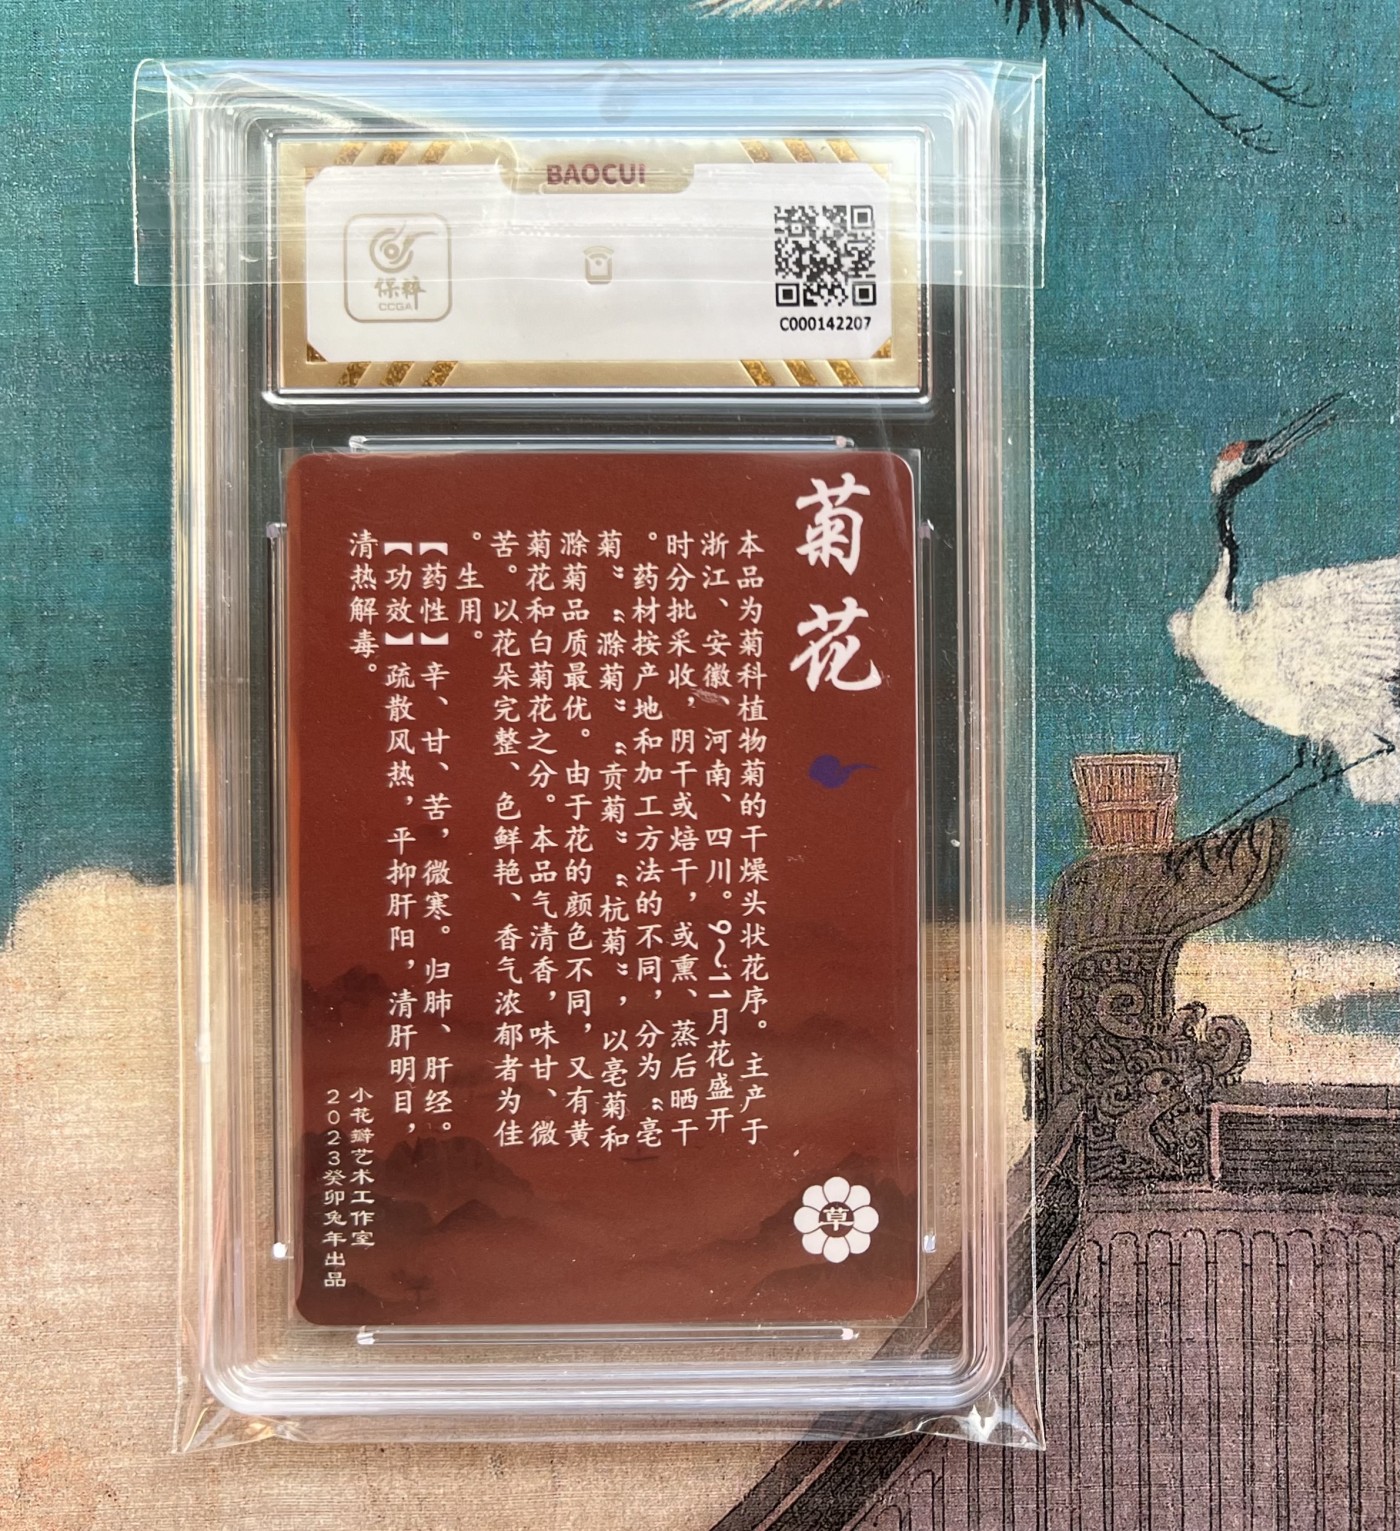 BAOCUI
保粹
CCGA
C000142207
菊花
本品为菊科植物菊的干燥头状花序。主产于
浙江、安徽、河南、四川。9~11月花盛开
时分批采收，阴干或焙干，或熏、蒸后晒干
。药材按产地和加工方法的不同，分为“亳
菊”“滁菊”“贡菊”“杭菊”，以亳菊和
滁菊品质最优。由于花的颜色不同，又有黄
菊花和白菊花之分。本品气清香，味甘、微
苦。以花朵完整、色鲜艳、香气浓郁者为佳
。生用。
【药性】辛、甘、苦，微寒。归肺、肝经。
【功效】疏散风热，平抑肝阳，清肝明目，
清热解毒。
小花瓣艺术工作室
2023癸卯兔年出品
草